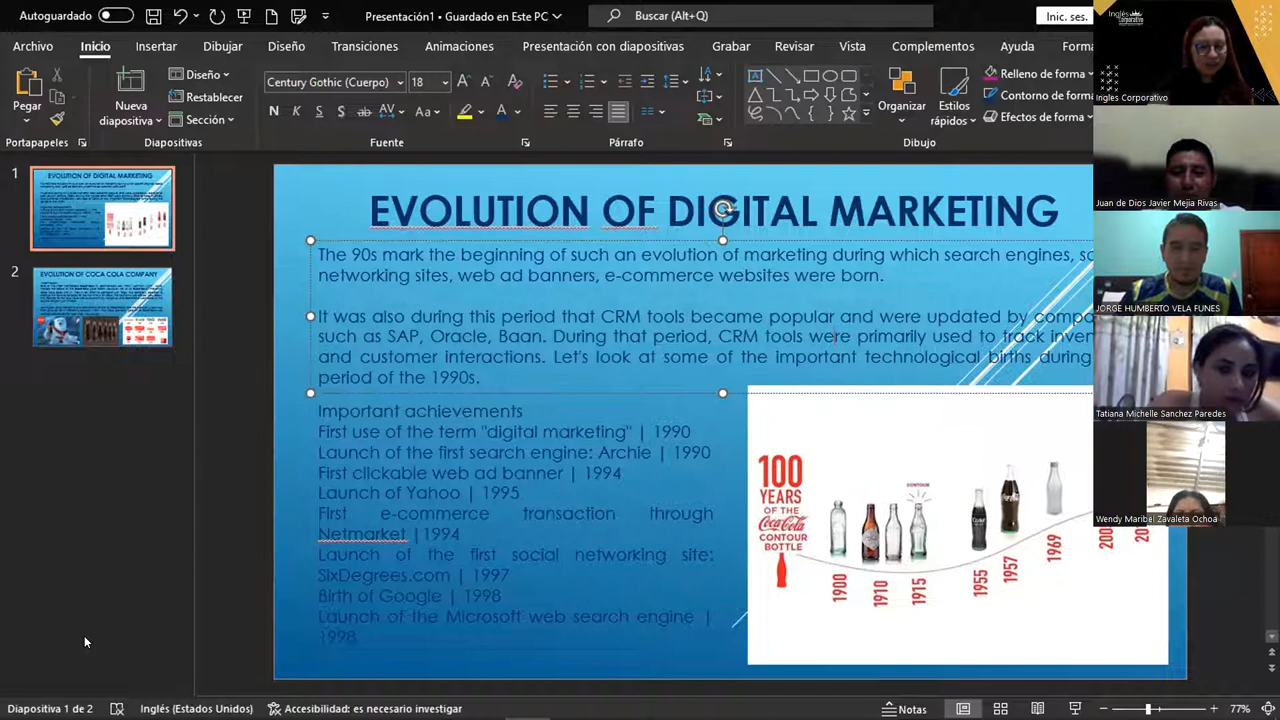 Autoguardado
Presentación1 • Guardado en Este PC
Buscar (Alt+Q)
Inic. ses.
Archivo Inicio Insertar Dibujar Diseño Transiciones Animaciones Presentación con diapositivas Grabar Revisar Vista Complementos Ayuda Forma
Pegar
Nueva diapositiva
Diseño
Restablecer
Sección
Century Gothic (Cuerpo) 18
Organizar
Estilos rápidos
Relleno de forma
Contorno de forma
Efectos de forma
Portapapeles Diapositivas Fuente Párrafo Dibujo
1
EVOLUTION OF DIGITAL MARKETING
2
EVOLUTION OF COCA COLA COMPANY
EVOLUTION OF DIGITAL MARKETING
The 90s mark the beginning of such an evolution of marketing during which search engines,
networking sites, web ad banners, e-commerce websites were born.
It was also during this period that CRM tools became popular and were updated by
such as SAP, Oracle, Baan. During that period, CRM tools were primarily used to track
and customer interactions. Let's look at some of the important technological births during
period of the 1990s.
Important achievements
First use of the term "digital marketing" | 1990
Launch of the first search engine: Archie | 1990
First clickable web ad banner | 1994
Launch of Yahoo | 1995
First e-commerce transaction through
Netmarket | 1994
Launch of the first social networking site:
SixDegrees.com | 1997
Birth of Google | 1998
Launch of the Microsoft web search engine |
1998
100
YEARS
OF THE
Coca-Cola
CONTOUR
BOTTLE
CONTOUR
1900
1910
1915
1955
1957
1969
Inglés
Corporativo
Ingles Corporativo
Juan de Dios Javier Mejia Rivas
JORGE HUMBERTO VELA FUNES
Tatiana Michelle Sanchez Paredes
Wendy Maribel Zavaleta Ochoa
Diapositiva 1 de 2
Inglés (Estados Unidos)
Accesibilidad: es necesario investigar
Notas
77%